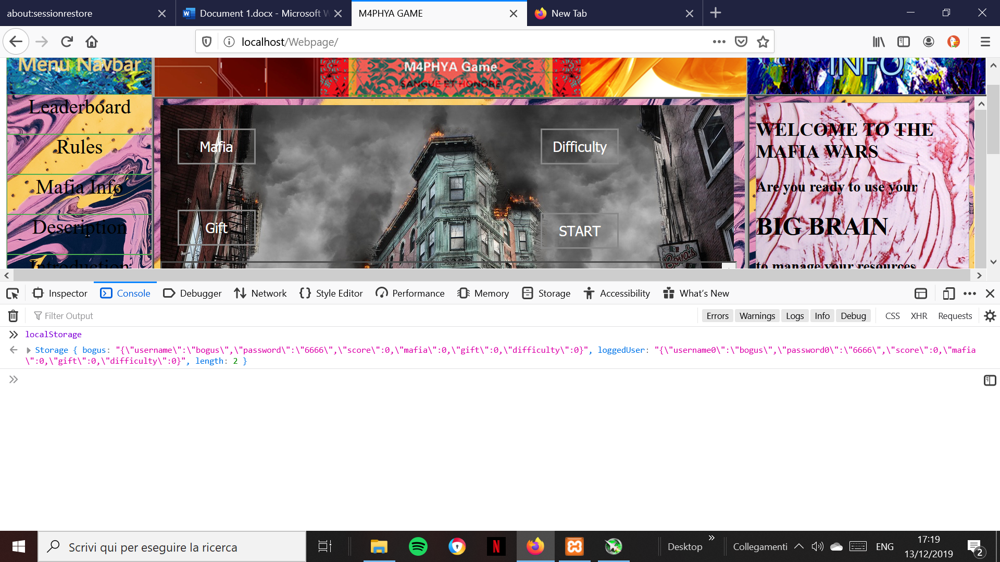 about:sessionrestore
Document 1.docx - Microsoft W
M4PHYA GAME
New Tab
localhost/Webpage/
Menu Navbar
M4PHYA Game
SANGUE ET HONORE
INFO
Leaderboard
Rules
Mafia Info
Description
Introduction
Mafia
Difficulty
Gift
START
WELCOME TO THE
MAFIA WARS
Are you ready to use your
BIG BRAIN
to manage your resources
Inspector
Console
Debugger
Network
Style Editor
Performance
Memory
Storage
Accessibility
What's New
Filter Output
Errors
Warnings
Logs
Info
Debug
CSS
XHR
Requests
localStorage
Storage { bogus: "{\"username\":\"bogus\",\"password\":\"6666\",\"score\":0,\"mafia\":0,\"gift\":0,\"difficulty\":0}", loggedUser: "{\"username0\":\"bogus\",\"password0\":\"6666\",\"score\":0,\"mafia
\":0,\"gift\":0,\"difficulty\":0}", length: 2 }
Scrivi qui per eseguire la ricerca
Desktop
Collegamenti
ENG
17:19
13/12/2019
2